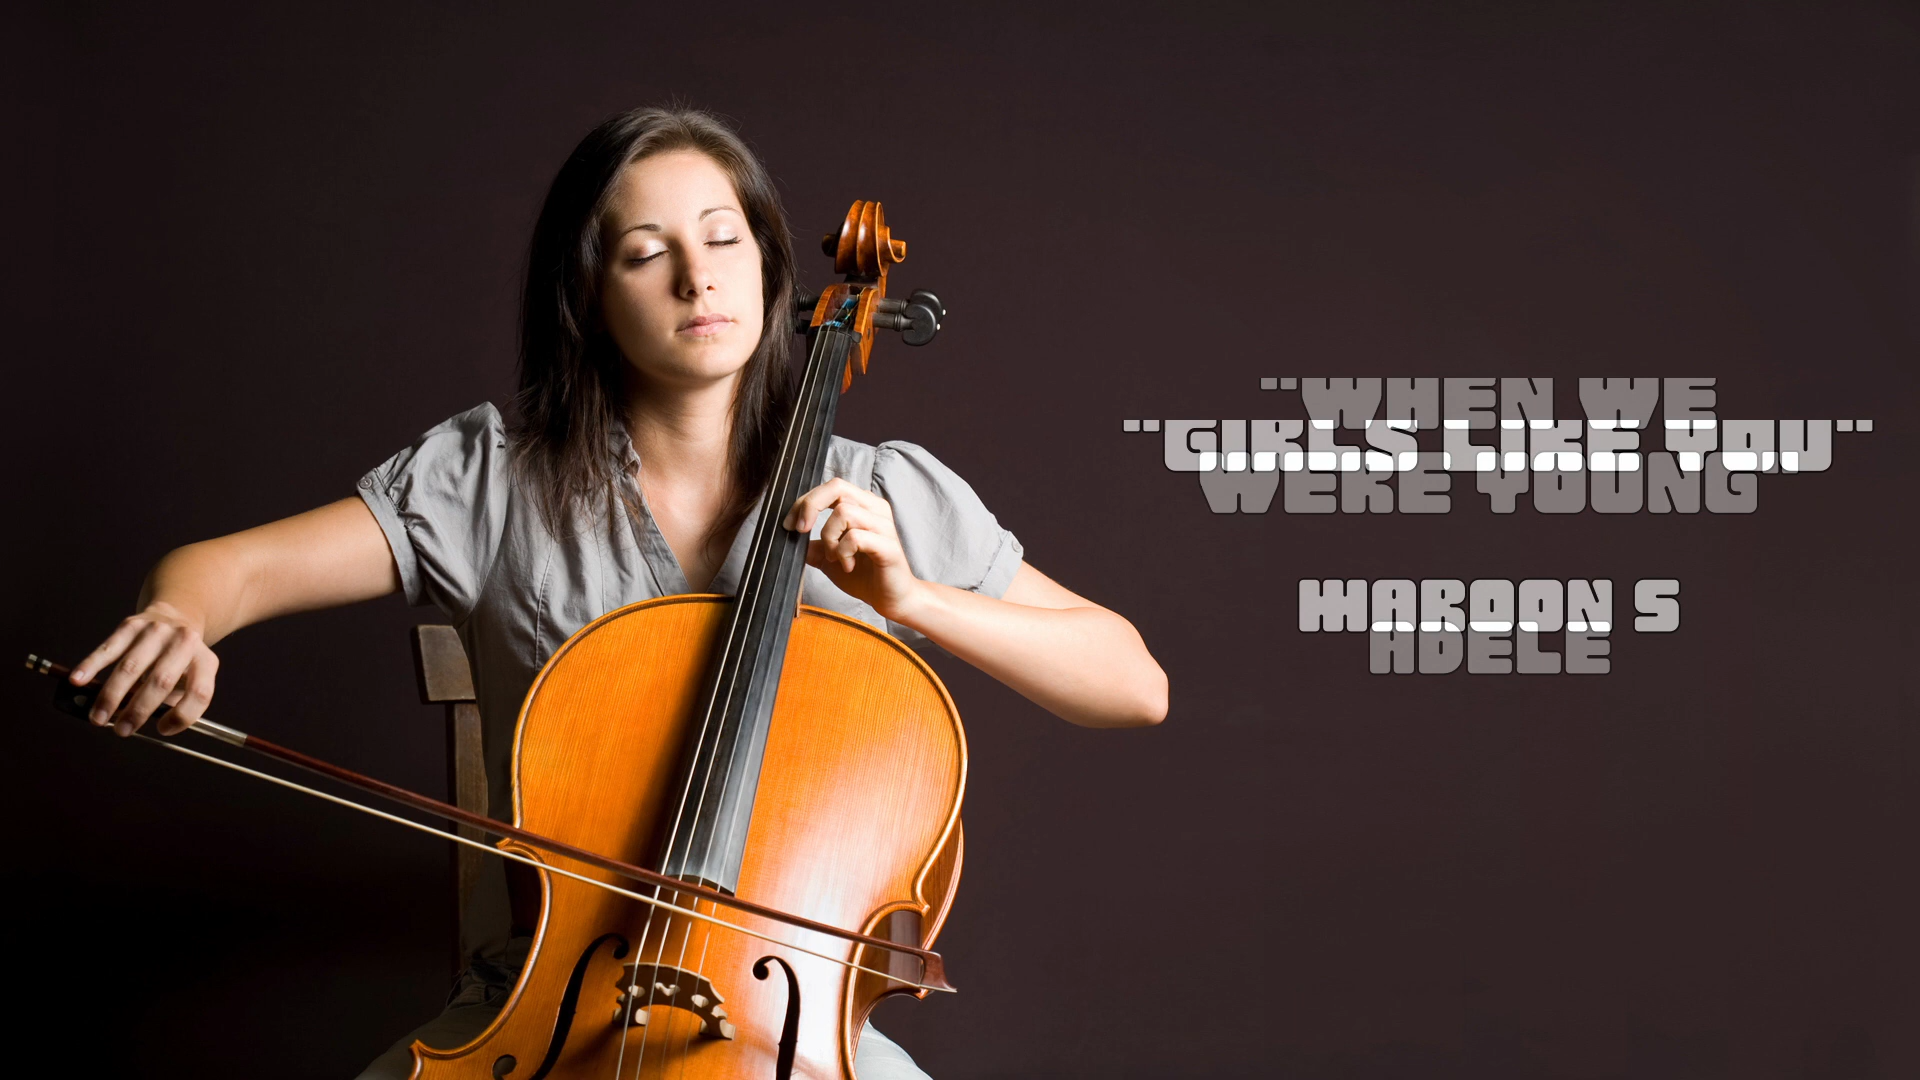 "WHEN WE
"GIRLS LIKE YOU"
WERE YOUNG"
MAROON 5
ADELE